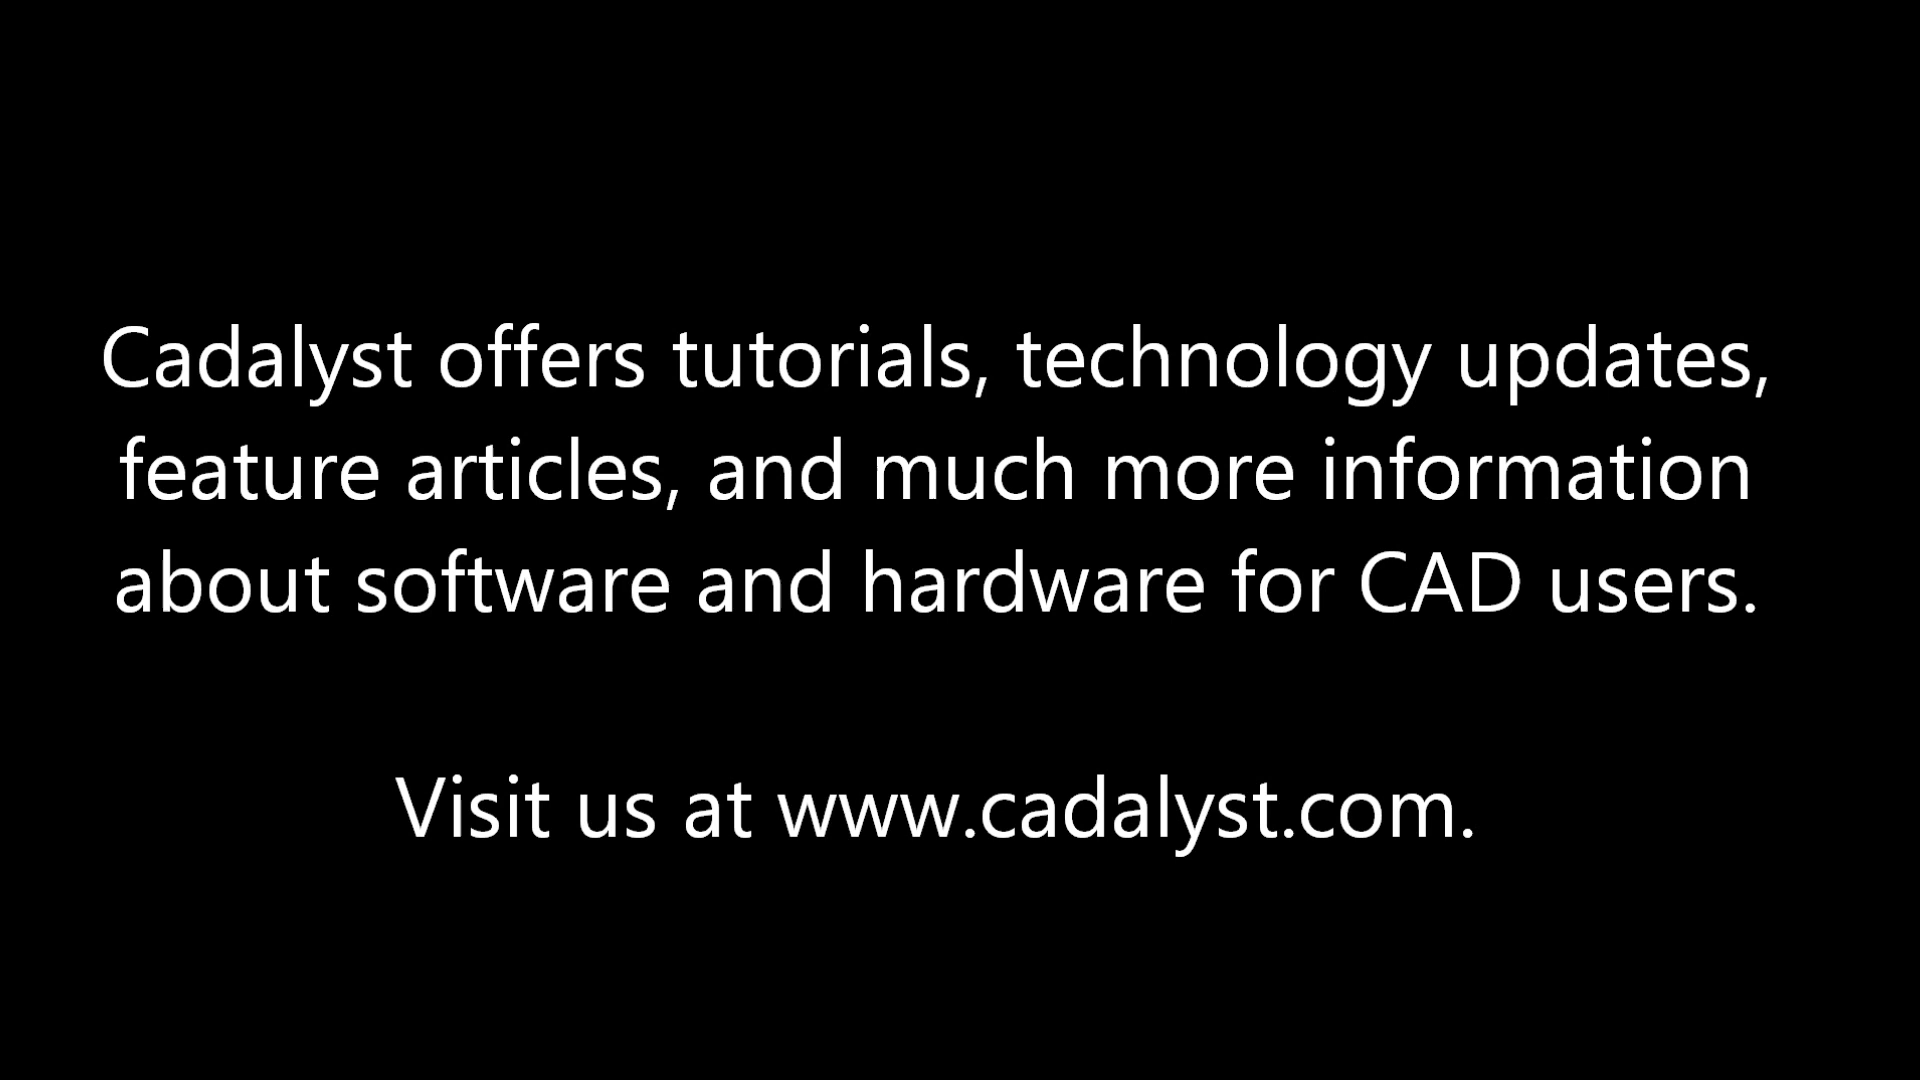 Cadalyst offers tutorials, technology updates,
feature articles, and much more information
about software and hardware for CAD users.
Visit us at www.cadalyst.com.